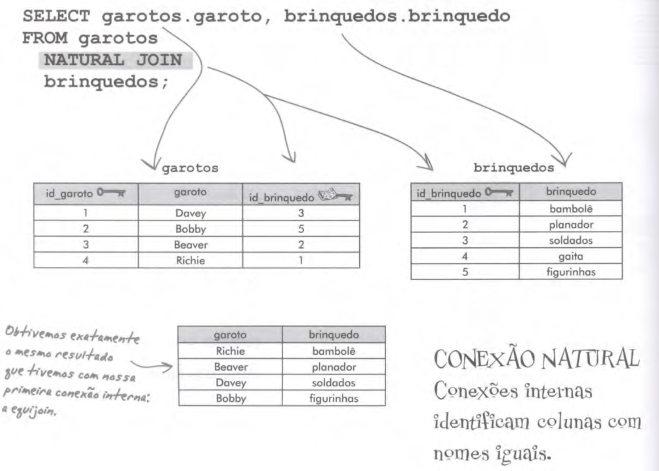 SELECT garotos.garoto, brinquedos.brinquedo
FROM garotos
NATURAL JOIN
brinquedos;
garotos
id_garoto garoto id_brinquedo
1 Davey 3
2 Bobby 5
3 Beaver 2
4 Richie 1
brinquedos
id_brinquedo brinquedo
1 bambolê
2 planador
3 soldados
4 gaita
5 figurinhas
Obtivemos exatamente
o mesmo resultado
que tivemos com nossa
primeira conexão interna:
a equijoin.
garoto brinquedo
Richie bambolê
Beaver planador
Davey soldados
Bobby figurinhas
CONEXÃO NATURAL
Conexões internas
identificam colunas com
nomes iguais.